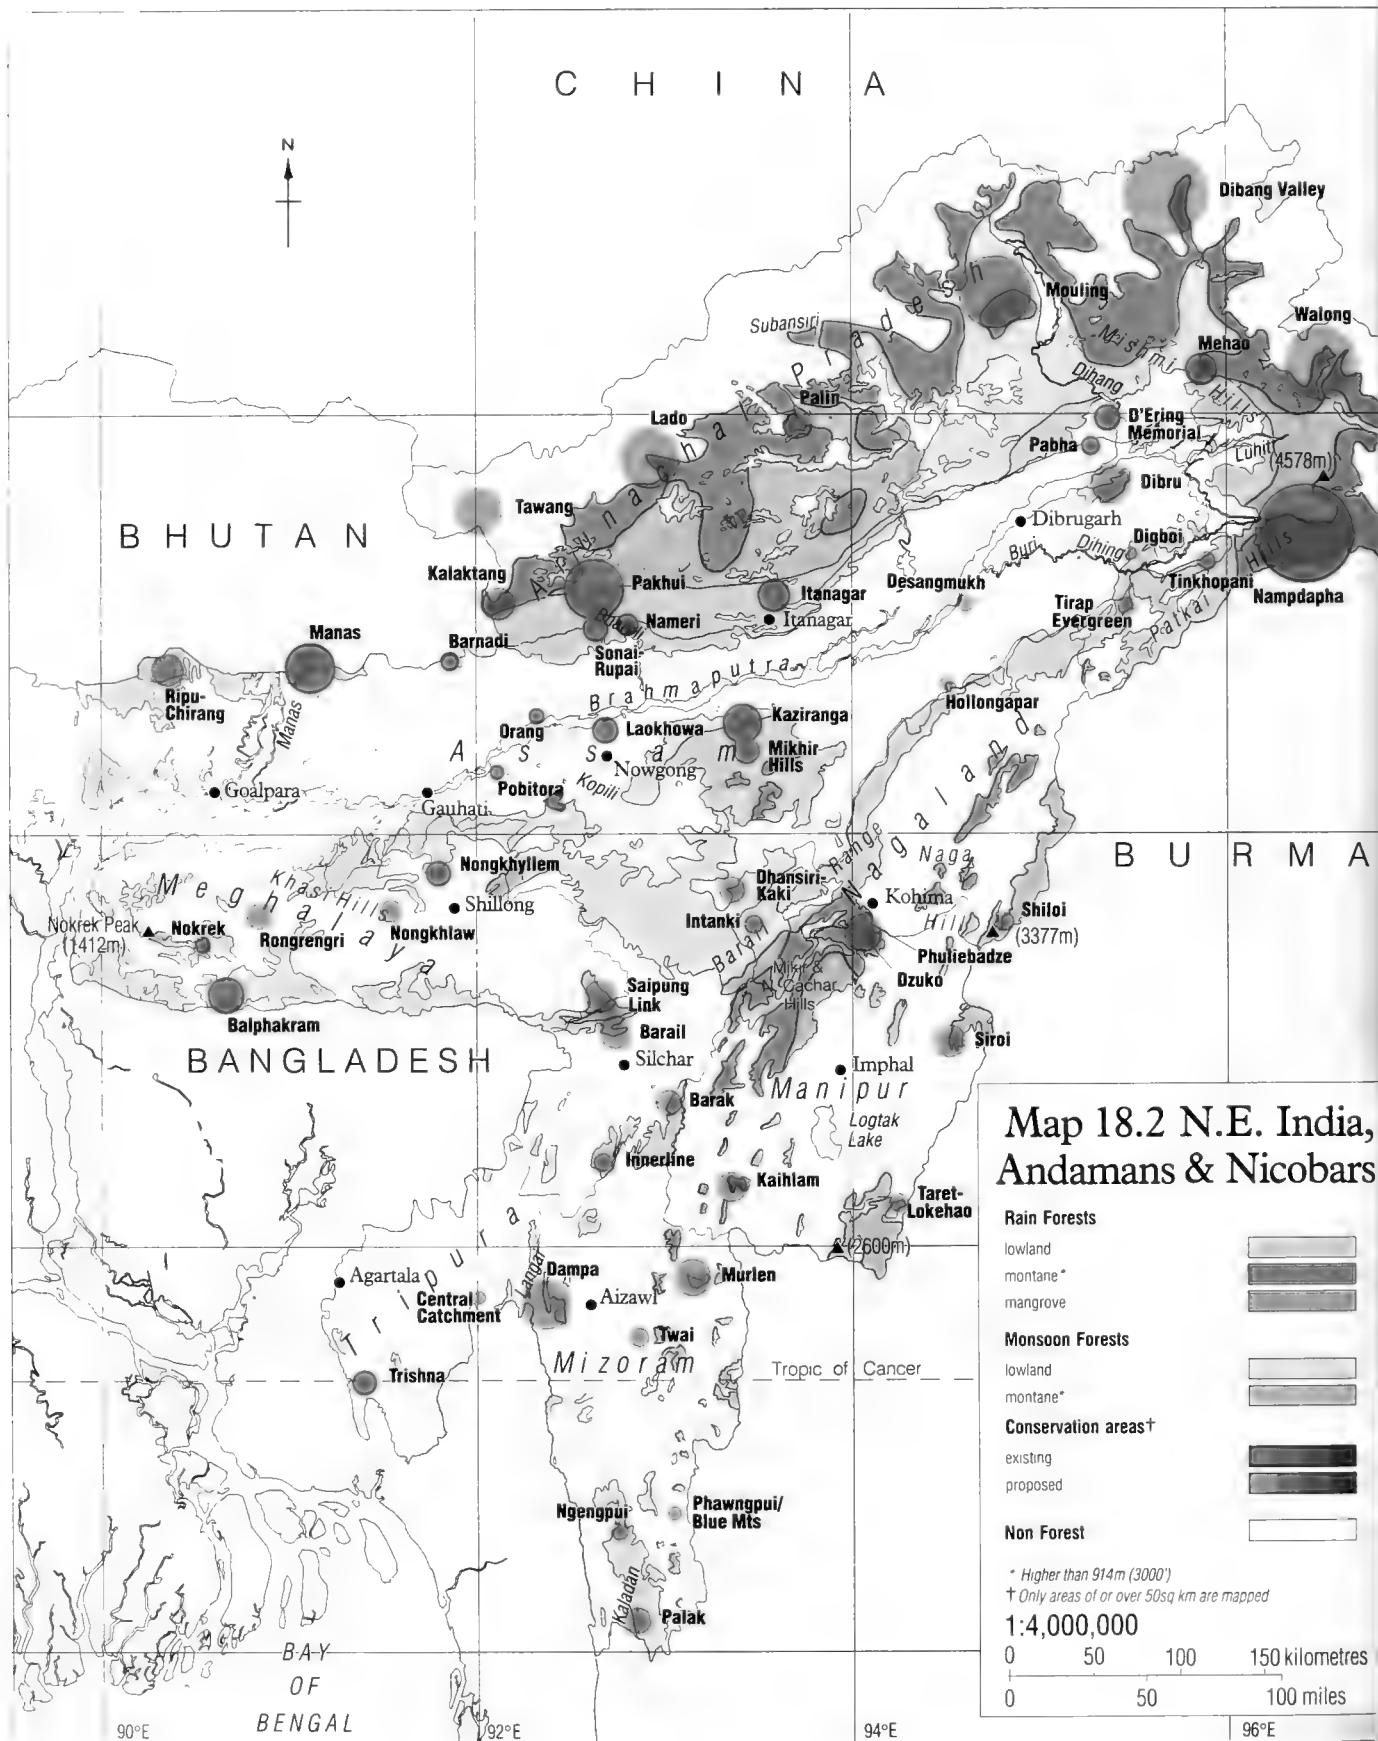 CHINA
N
Dibang Valley
Mouling
Subansiri
Walong
Mishmi
Mehao
Dihang
Hills
Arunachal Pradesh
Palin
Lado
D'Ering
Memorial
Pabha
Luhit
(4578m)
Tawang
Dibru
BHUTAN
Dibrugarh
Buri Dihing
Digboi
Kalaktang
Pakhui
Itanagar
Desangmukh
Tinkhopani
Hills
Nampdapha
Itanagar
Tirap
Evergreen
Patkai
Manas
Barnadi
Nameri
Sonai-
Rupai
Brahmaputra
Ripu-
Chirang
Manas
Hollongapar
Orang
Laokhowa
Kaziranga
Assam
Mikhir
Hills
Nowgong
Goalpara
Pobitora
Kopili
Gauhati
Nagaland
BURMA
Range
Naga
Meghalaya
Khasi Hills
Nongkhyllem
Dhansiri-
Kaki
Kohima
Shillong
Nokrek Peak
(1412m)
Nokrek
Rongrengri
Nongkhlaw
Intanki
Hills
Shiloi
(3377m)
Barail
Phuliebadze
Mikir &
N. Cachar
Hills
Dzuko
Saipung
Link
Balphakram
Barail
Siroi
BANGLADESH
Silchar
Imphal
Manipur
Barak
Logtak
Lake
Innerline
Kaihlam
Taret-
Lokehao
(2600m)
Tripura
Langai
Agartala
Dampa
Murlen
Central
Catchment
Aizawl
Twai
Mizoram
Tropic of Cancer
Trishna
Ngengpui
Phawngpui/
Blue Mts
Kaladan
Palak
BAY
OF
BENGAL
90°E
92°E
94°E
96°E
Map 18.2 N.E. India,
Andamans & Nicobars
Rain Forests
lowland
montane*
mangrove
Monsoon Forests
lowland
montane*
Conservation areas†
existing
proposed
Non Forest
* Higher than 914m (3000')
† Only areas of or over 50sq km are mapped
1:4,000,000
0 50 100 150 kilometres
0 50 100 miles